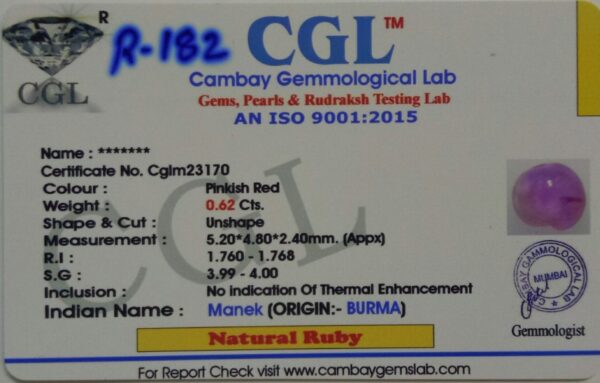 R
R-182
CGL
CGL™
Cambay Gemmological Lab
Gems, Pearls & Rudraksh Testing Lab
AN ISO 9001:2015
Name : *******
Certificate No. Cglm23170
Colour : Pinkish Red
Weight : 0.62 Cts.
Shape & Cut : Unshape
Measurement : 5.20*4.80*2.40mm. (Appx)
R.I : 1.760 - 1.768
S.G : 3.99 - 4.00
Inclusion : No indication Of Thermal Enhancement
Indian Name : Manek (ORIGIN:- BURMA)
CGL
CAMBAY GAMMOLOGICAL LAB
MUMBAI
Gemmologist
Natural Ruby
For Report Check visit www.cambaygemslab.com